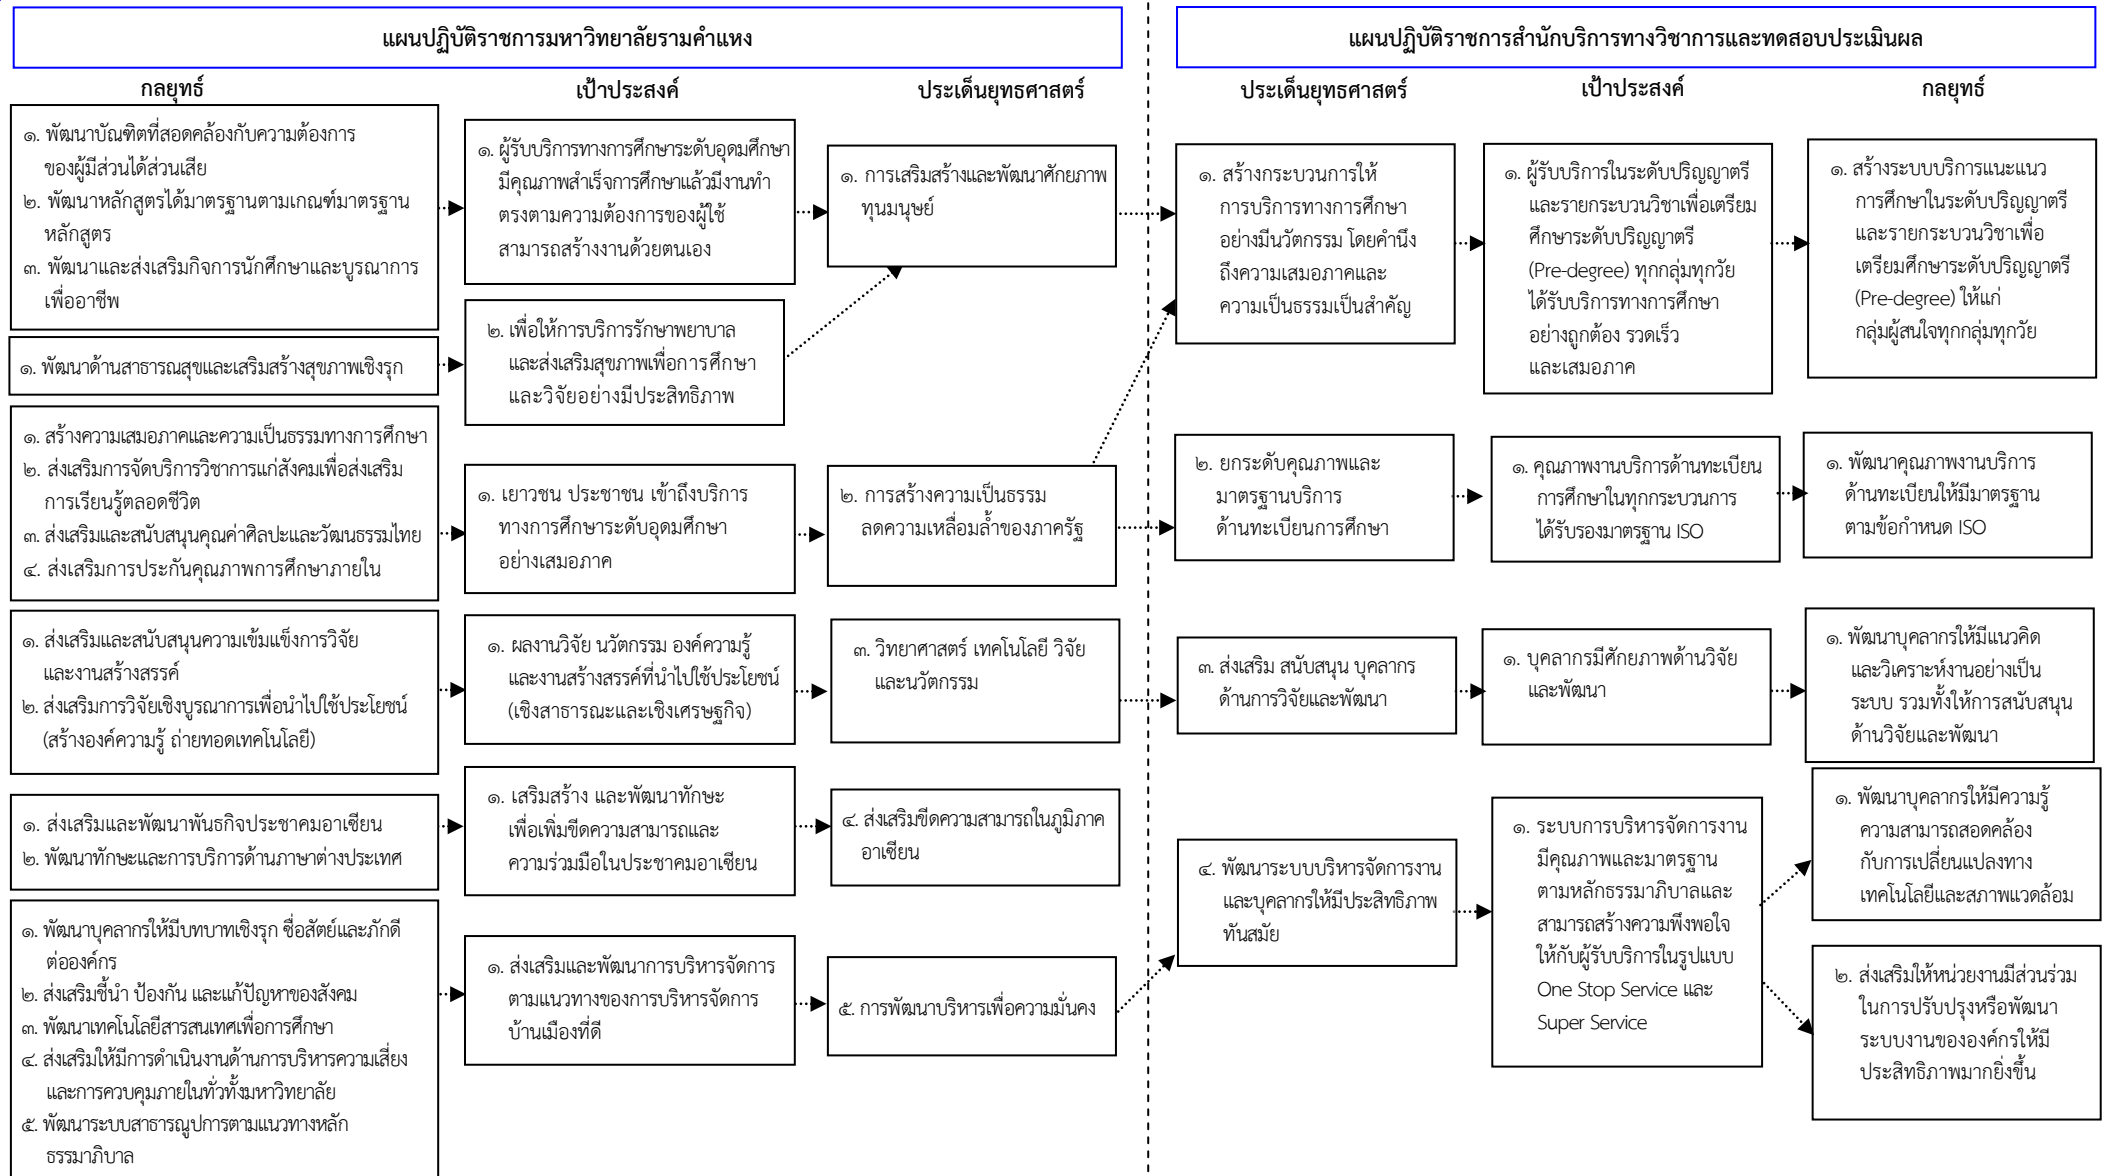 แผนปฏิบัติราชการมหาวิทยาลัยรามคำแหง
กลยุทธ์
เป้าประสงค์
ประเด็นยุทธศาสตร์
๑. พัฒนาบัณฑิตที่สอดคล้องกับความต้องการ
ของผู้มีส่วนได้ส่วนเสีย
๒. พัฒนาหลักสูตรได้มาตรฐานตามเกณฑ์มาตรฐาน
หลักสูตร
๓. พัฒนาและส่งเสริมกิจการนักศึกษาและบูรณาการ
เพื่ออาชีพ
๑. ผู้รับบริการทางการศึกษาระดับอุดมศึกษา
มีคุณภาพสำเร็จการศึกษาแล้วมีงานทำ
ตรงตามความต้องการของผู้ใช้
สามารถสร้างงานด้วยตนเอง
๑. การเสริมสร้างและพัฒนาศักยภาพ
ทุนมนุษย์
๑. พัฒนาด้านสาธารณสุขและเสริมสร้างสุขภาพเชิงรุก
๒. เพื่อให้การบริการรักษาพยาบาล
และส่งเสริมสุขภาพเพื่อการศึกษา
และวิจัยอย่างมีประสิทธิภาพ
๑. สร้างความเสมอภาคและความเป็นธรรมทางการศึกษา
๒. ส่งเสริมการจัดบริการวิชาการแก่สังคมเพื่อส่งเสริม
การเรียนรู้ตลอดชีวิต
๓. ส่งเสริมและสนับสนุนคุณค่าศิลปะและวัฒนธรรมไทย
๔. ส่งเสริมการประกันคุณภาพการศึกษาภายใน
๑. เยาวชน ประชาชน เข้าถึงบริการ
ทางการศึกษาระดับอุดมศึกษา
อย่างเสมอภาค
๒. การสร้างความเป็นธรรม
ลดความเหลื่อมล้ำของภาครัฐ
๑. ส่งเสริมและสนับสนุนความเข้มแข็งการวิจัย
และงานสร้างสรรค์
๒. ส่งเสริมการวิจัยเชิงบูรณาการเพื่อนำไปใช้ประโยชน์
(สร้างองค์ความรู้ ถ่ายทอดเทคโนโลยี)
๑. ผลงานวิจัย นวัตกรรม องค์ความรู้
และงานสร้างสรรค์ที่นำไปใช้ประโยชน์
(เชิงสาธารณะและเชิงเศรษฐกิจ)
๓. วิทยาศาสตร์ เทคโนโลยี วิจัย
และนวัตกรรม
๑. ส่งเสริมและพัฒนาพันธกิจประชาคมอาเซียน
๒. พัฒนาทักษะและการบริการด้านภาษาต่างประเทศ
๑. เสริมสร้าง และพัฒนาทักษะ
เพื่อเพิ่มขีดความสามารถและ
ความร่วมมือในประชาคมอาเซียน
๔. ส่งเสริมขีดความสามารถในภูมิภาค
อาเซียน
๑. พัฒนาบุคลากรให้มีบทบาทเชิงรุก ซื่อสัตย์และภักดี
ต่อองค์กร
๒. ส่งเสริมชี้นำ ป้องกัน และแก้ปัญหาของสังคม
๓. พัฒนาเทคโนโลยีสารสนเทศเพื่อการศึกษา
๔. ส่งเสริมให้มีการดำเนินงานด้านการบริหารความเสี่ยง
และการควบคุมภายในทั่วทั้งมหาวิทยาลัย
๕. พัฒนาระบบสาธารณูปการตามแนวทางหลัก
ธรรมาภิบาล
๑. ส่งเสริมและพัฒนาการบริหารจัดการ
ตามแนวทางของการบริหารจัดการ
บ้านเมืองที่ดี
๕. การพัฒนาบริหารเพื่อความมั่นคง
แผนปฏิบัติราชการสำนักบริการทางวิชาการและทดสอบประเมินผล
ประเด็นยุทธศาสตร์
เป้าประสงค์
กลยุทธ์
๑. สร้างกระบวนการให้
การบริการทางการศึกษา
อย่างมีนวัตกรรม โดยคำนึง
ถึงความเสมอภาคและ
ความเป็นธรรมเป็นสำคัญ
๑. ผู้รับบริการในระดับปริญญาตรี
และรายกระบวนวิชาเพื่อเตรียม
ศึกษาระดับปริญญาตรี
(Pre-degree) ทุกกลุ่มทุกวัย
ได้รับบริการทางการศึกษา
อย่างถูกต้อง รวดเร็ว
และเสมอภาค
๑. สร้างระบบบริการแนะแนว
การศึกษาในระดับปริญญาตรี
และรายกระบวนวิชาเพื่อ
เตรียมศึกษาระดับปริญญาตรี
(Pre-degree) ให้แก่
กลุ่มผู้สนใจทุกกลุ่มทุกวัย
๒. ยกระดับคุณภาพและ
มาตรฐานบริการ
ด้านทะเบียนการศึกษา
๑. คุณภาพงานบริการด้านทะเบียน
การศึกษาในทุกกระบวนการ
ได้รับรองมาตรฐาน ISO
๑. พัฒนาคุณภาพงานบริการ
ด้านทะเบียนให้มีมาตรฐาน
ตามข้อกำหนด ISO
๓. ส่งเสริม สนับสนุน บุคลากร
ด้านการวิจัยและพัฒนา
๑. บุคลากรมีศักยภาพด้านวิจัย
และพัฒนา
๑. พัฒนาบุคลากรให้มีแนวคิด
และวิเคราะห์งานอย่างเป็น
ระบบ รวมทั้งให้การสนับสนุน
ด้านวิจัยและพัฒนา
๔. พัฒนาระบบบริหารจัดการงาน
และบุคลากรให้มีประสิทธิภาพ
ทันสมัย
๑. ระบบการบริหารจัดการงาน
มีคุณภาพและมาตรฐาน
ตามหลักธรรมาภิบาลและ
สามารถสร้างความพึงพอใจ
ให้กับผู้รับบริการในรูปแบบ
One Stop Service และ
Super Service
๑. พัฒนาบุคลากรให้มีความรู้
ความสามารถสอดคล้อง
กับการเปลี่ยนแปลงทาง
เทคโนโลยีและสภาพแวดล้อม
๒. ส่งเสริมให้หน่วยงานมีส่วนร่วม
ในการปรับปรุงหรือพัฒนา
ระบบงานขององค์กรให้มี
ประสิทธิภาพมากยิ่งขึ้น